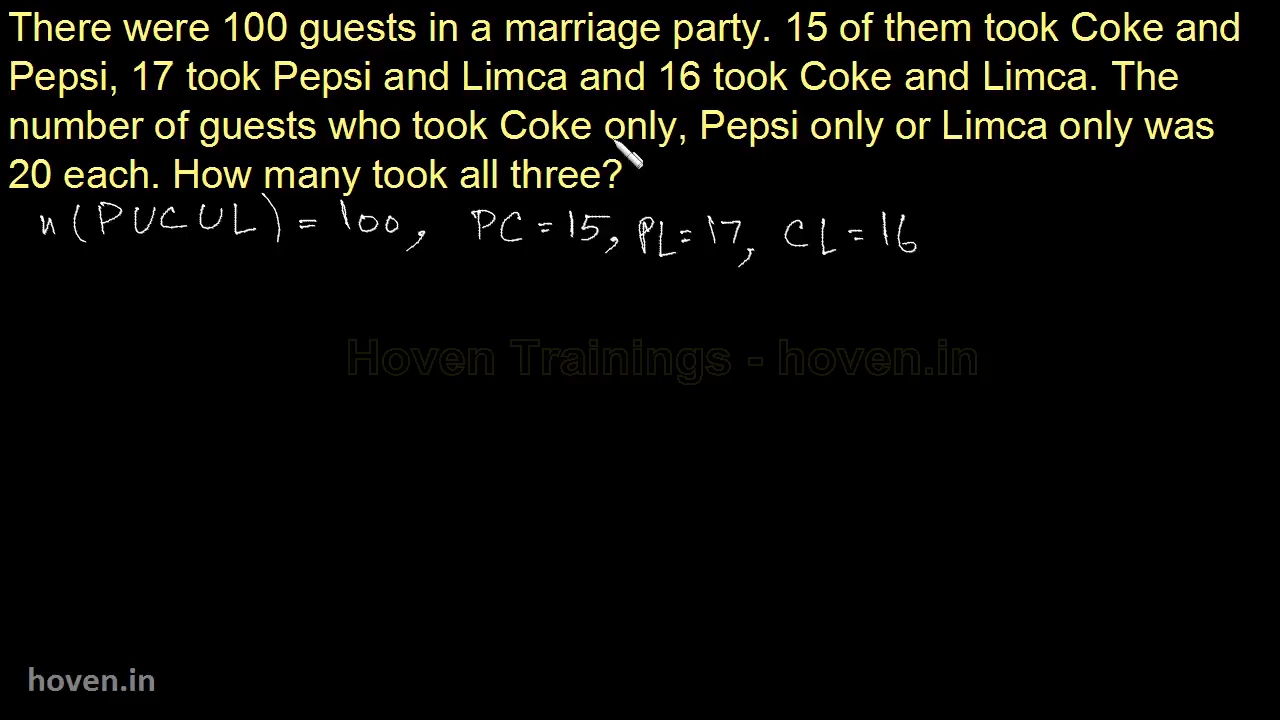 There were 100 guests in a marriage party. 15 of them took Coke and
Pepsi, 17 took Pepsi and Limca and 16 took Coke and Limca. The
number of guests who took Coke only, Pepsi only or Limca only was
20 each. How many took all three?
n(PUCUL) = 100, PC = 15, PL = 17, CL = 16
Hoven Trainings - hoven.in
hoven.in